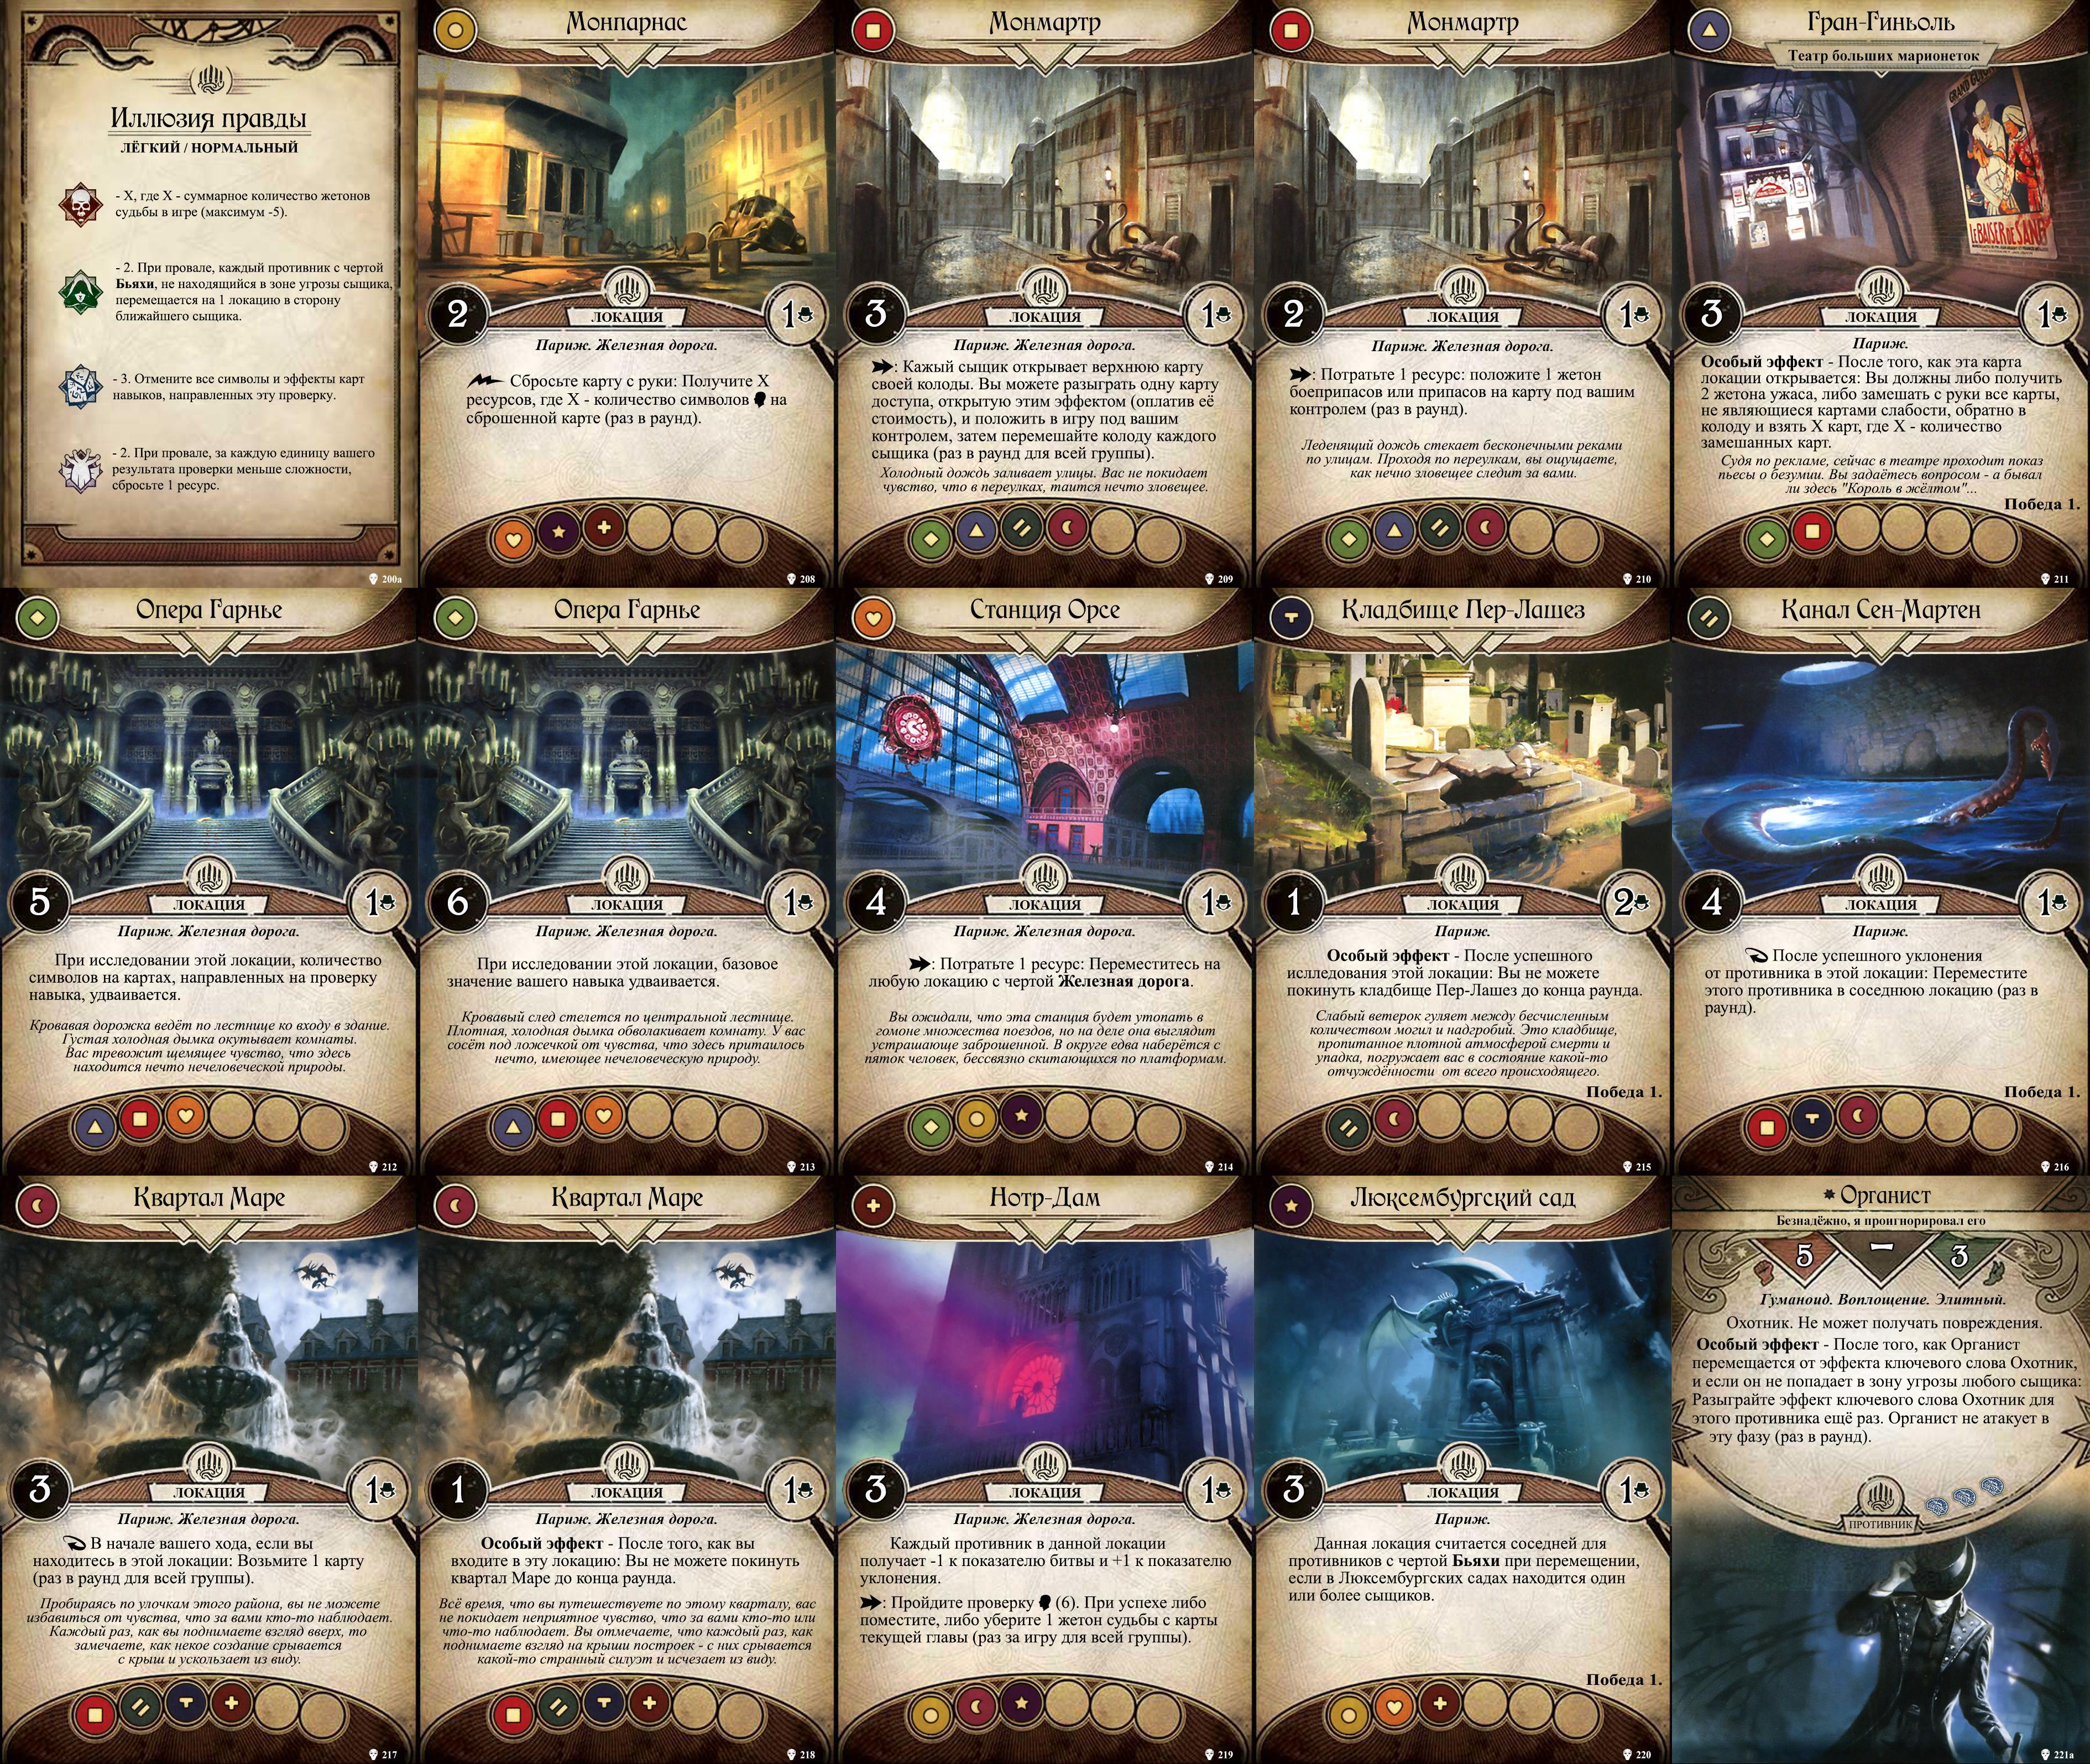 Иллюзия правды
ЛЁГКИЙ / НОРМАЛЬНЫЙ
- X, где X - суммарное количество жетонов
судьбы в игре (максимум -5).
- 2. При провале, каждый противник с чертой
Бьяхи, не находящийся в зоне угрозы сыщика,
перемещается на 1 локацию в сторону
ближайшего сыщика.
- 3. Отмените все символы и эффекты карт
навыков, направленных эту проверку.
- 2. При провале, за каждую единицу вашего
результата проверки меньше сложности,
сбросьте 1 ресурс.
200a
Монпарнас
2
ЛОКАЦИЯ
1
Париж. Железная дорога.
Сбросьте карту с руки: Получите X
ресурсов, где X - количество символов на
сброшенной карте (раз в раунд).
208
Монмартр
3
ЛОКАЦИЯ
1
Париж. Железная дорога.
: Кажый сыщик открывает верхнюю карту
своей колоды. Вы можете разыграть одну карту
доступа, открытую этим эффектом (оплатив её
стоимость), и положить в игру под вашим
контролем, затем перемешайте колоду каждого
сыщика (раз в раунд для всей группы).
Холодный дождь заливает улицы. Вас не покидает
чувство, что в переулках, таится нечто зловещее.
209
Монмартр
2
ЛОКАЦИЯ
1
Париж. Железная дорога.
: Потратьте 1 ресурс: положите 1 жетон
боеприпасов или припасов на карту под вашим
контролем (раз в раунд).
Леденящий дождь стекает бесконечными реками
по улицам. Проходя по переулкам, вы ощущаете,
как нечно зловещее следит за вами.
210
Гран-Гиньоль
Театр больших марионеток
GRAND GUIGNOL
LE BAISER DE SANG
3
ЛОКАЦИЯ
1
Париж.
Особый эффект - После того, как эта карта
локации открывается: Вы должны либо получить
2 жетона ужаса, либо замешать с руки все карты,
не являющиеся картами слабости, обратно в
колоду и взять X карт, где X - количество
замешанных карт.
Судя по рекламе, сейчас в театре проходит показ
пьесы о безумии. Вы задаётесь вопросом - а бывал
ли здесь "Король в жёлтом"...
Победа 1.
211
Опера Гарнье
5
ЛОКАЦИЯ
1
Париж. Железная дорога.
При исследовании этой локации, количество
символов на картах, направленных на проверку
навыка, удваивается.
Кровавая дорожка ведёт по лестнице ко входу в здание.
Густая холодная дымка окутывает комнаты.
Вас тревожит щемящее чувство, что здесь
находится нечто нечеловеческой природы.
212
Опера Гарнье
6
ЛОКАЦИЯ
1
Париж. Железная дорога.
При исследовании этой локации, базовое
значение вашего навыка удваивается.
Кровавый след стелется по центральной лестнице.
Плотная, холодная дымка обволакивает комнату. У вас
сосёт под ложечкой от чувства, что здесь притаилось
нечто, имеющее нечеловеческую природу.
213
Станция Орсе
4
ЛОКАЦИЯ
1
Париж. Железная дорога.
: Потратьте 1 ресурс: Переместитесь на
любую локацию с чертой Железная дорога.
Вы ожидали, что эта станция будет утопать в
гомоне множества поездов, но на деле она выглядит
устрашающе заброшенной. В округе едва наберётся с
пяток человек, бессвязно скитающихся по платформам.
214
Кладбище Пер-Лашез
1
ЛОКАЦИЯ
2
Париж.
Особый эффект - После успешного
ислледования этой локации: Вы не можете
покинуть кладбище Пер-Лашез до конца раунда.
Слабый ветерок гуляет между бесчисленным
количеством могил и надгробий. Это кладбище,
пропитанное плотной атмосферой смерти и
упадка, погружает вас в состояние какой-то
отчуждённости от всего происходящего.
Победа 1.
215
Канал Сен-Мартен
4
ЛОКАЦИЯ
1
Париж.
После успешного уклонения
от противника в этой локации: Переместите
этого противника в соседнюю локацию (раз в
раунд).
Победа 1.
216
Квартал Маре
3
ЛОКАЦИЯ
1
Париж. Железная дорога.
В начале вашего хода, если вы
находитесь в этой локации: Возьмите 1 карту
(раз в раунд для всей группы).
Пробираясь по улочкам этого района, вы не можете
избавиться от чувства, что за вами кто-то наблюдает.
Каждый раз, как вы поднимаете взгляд вверх, то
замечаете, как некое создание срывается
с крыш и ускользает из виду.
217
Квартал Маре
1
ЛОКАЦИЯ
1
Париж. Железная дорога.
Особый эффект - После того, как вы
входите в эту локацию: Вы не можете покинуть
квартал Маре до конца раунда.
Всё время, что вы путешествуете по этому кварталу, вас
не покидает неприятное чувство, что за вами кто-то или
что-то наблюдает. Вы отмечаете, что каждый раз, как
поднимаете взгляд на крыши построек - с них срывается
какой-то странный силуэт и исчезает из виду.
218
Нотр-Дам
3
ЛОКАЦИЯ
1
Париж. Железная дорога.
Каждый противник в данной локации
получает -1 к показателю битвы и +1 к показателю
уклонения.
: Пройдите проверку (6). При успехе либо
поместите, либо уберите 1 жетон судьбы с карты
текущей главы (раз за игру для всей группы).
219
Люксембургский сад
3
ЛОКАЦИЯ
1
Париж.
Данная локация считается соседней для
противников с чертой Бьяхи при перемещении,
если в Люксембургских садах находится один
или более сыщиков.
Победа 1.
220
Органист
Безнадёжно, я проигнорировал его
5
–
3
Гуманоид. Воплощение. Элитный.
Охотник. Не может получать повреждения.
Особый эффект - После того, как Органист
перемещается от эффекта ключевого слова Охотник,
и если он не попадает в зону угрозы любого сыщика:
Разыграйте эффект ключевого слова Охотник для
этого противника ещё раз. Органист не атакует в
эту фазу (раз в раунд).
ПРОТИВНИК
221a